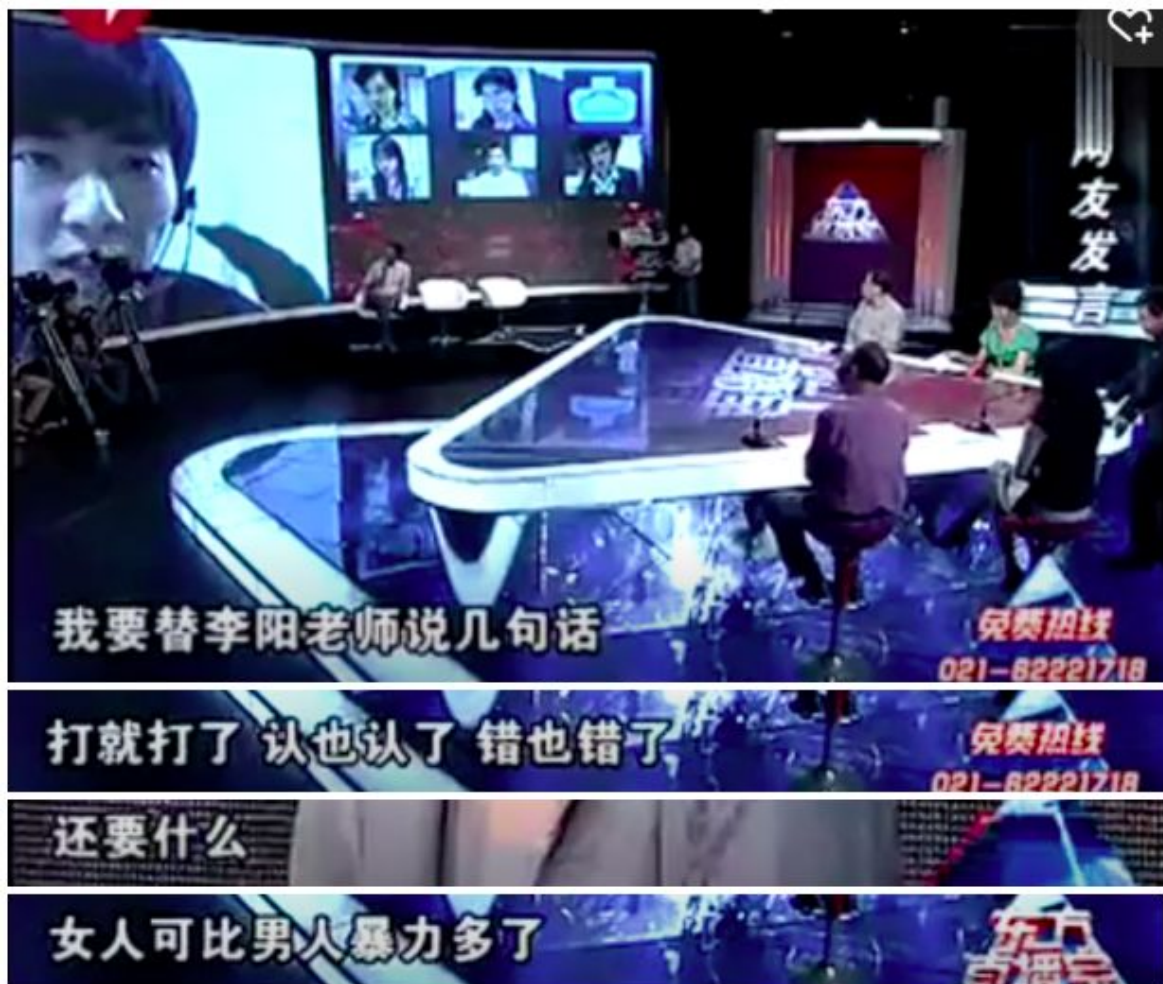 网友发言
我要替李阳老师说几句话
免费热线
021-62221718
打就打了 认也认了 错也错了
免费热线
021-62221718
还要什么
女人可比男人暴力多了
东方
直播室